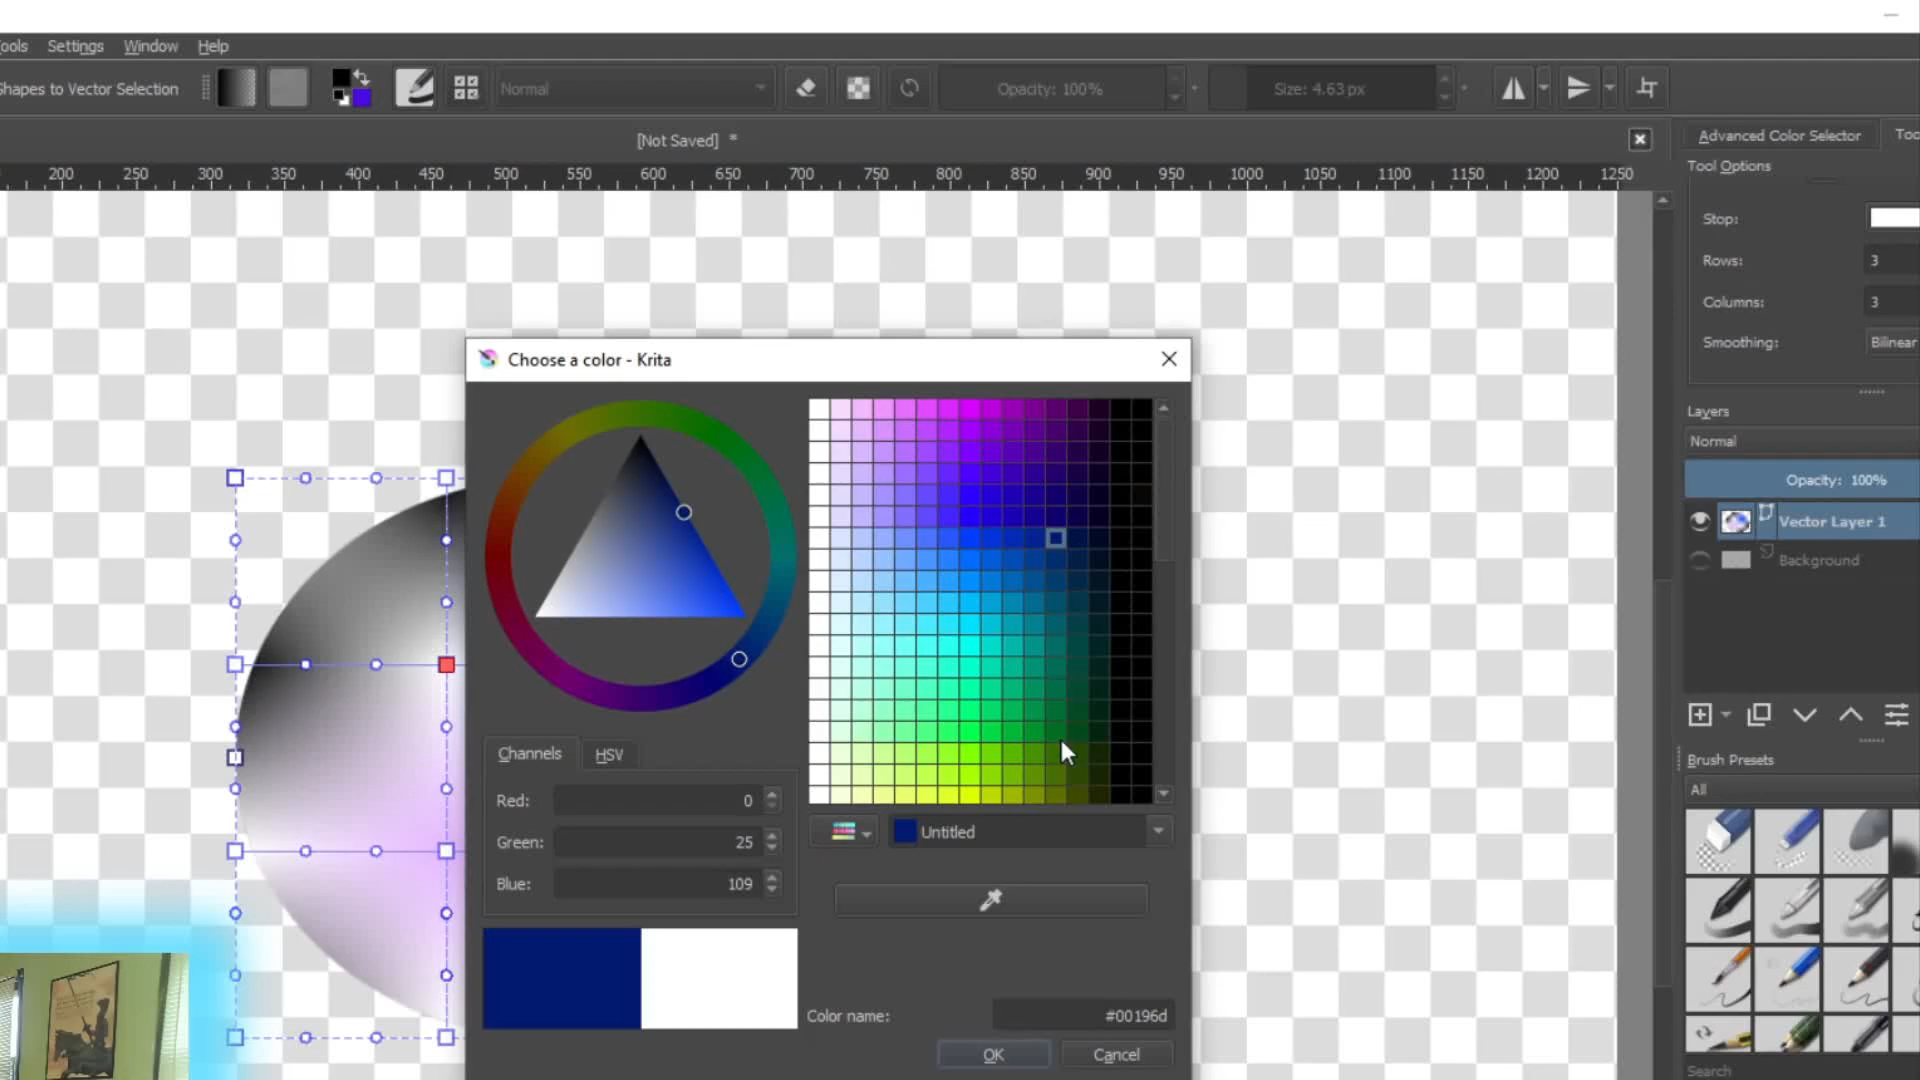 ools Settings Window Help
Shapes to Vector Selection Normal Opacity: 100% Size: 4.63 px
[Not Saved] *
Advanced Color Selector Too
200 250 300 350 400 450 500 550 600 650 700 750 800 850 900 950 1000 1050 1100 1150 1200 1250
Tool Options
Stop:
Rows: 3
Columns: 3
Smoothing: Bilinear
Choose a color - Krita
Layers
Normal
Opacity: 100%
Vector Layer 1
Background
Channels HSV
Red: 0
Green: 25
Blue: 109
Untitled
Color name: #00196d
OK Cancel
Brush Presets
All
Search